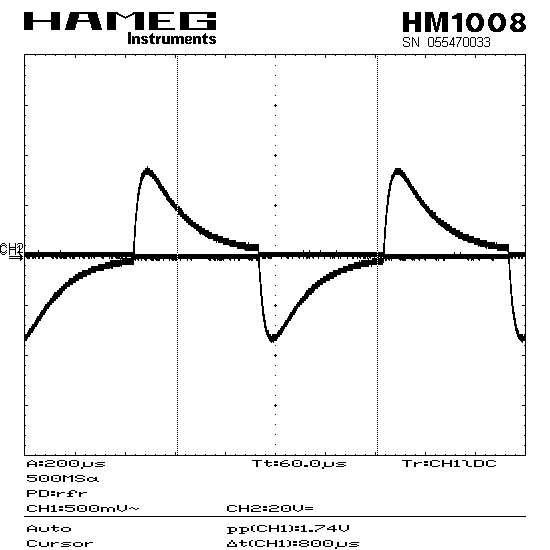 HAMEG HM1008
Instruments SN 055470033
CH2
CH1
A:200µs Tt:60.0µs Tr:CH1lDC
500MSa
PD:rfr
CH1:500mV~ CH2:20V=
Auto pp(CH1):1.74V
Cursor Δt(CH1):800µs